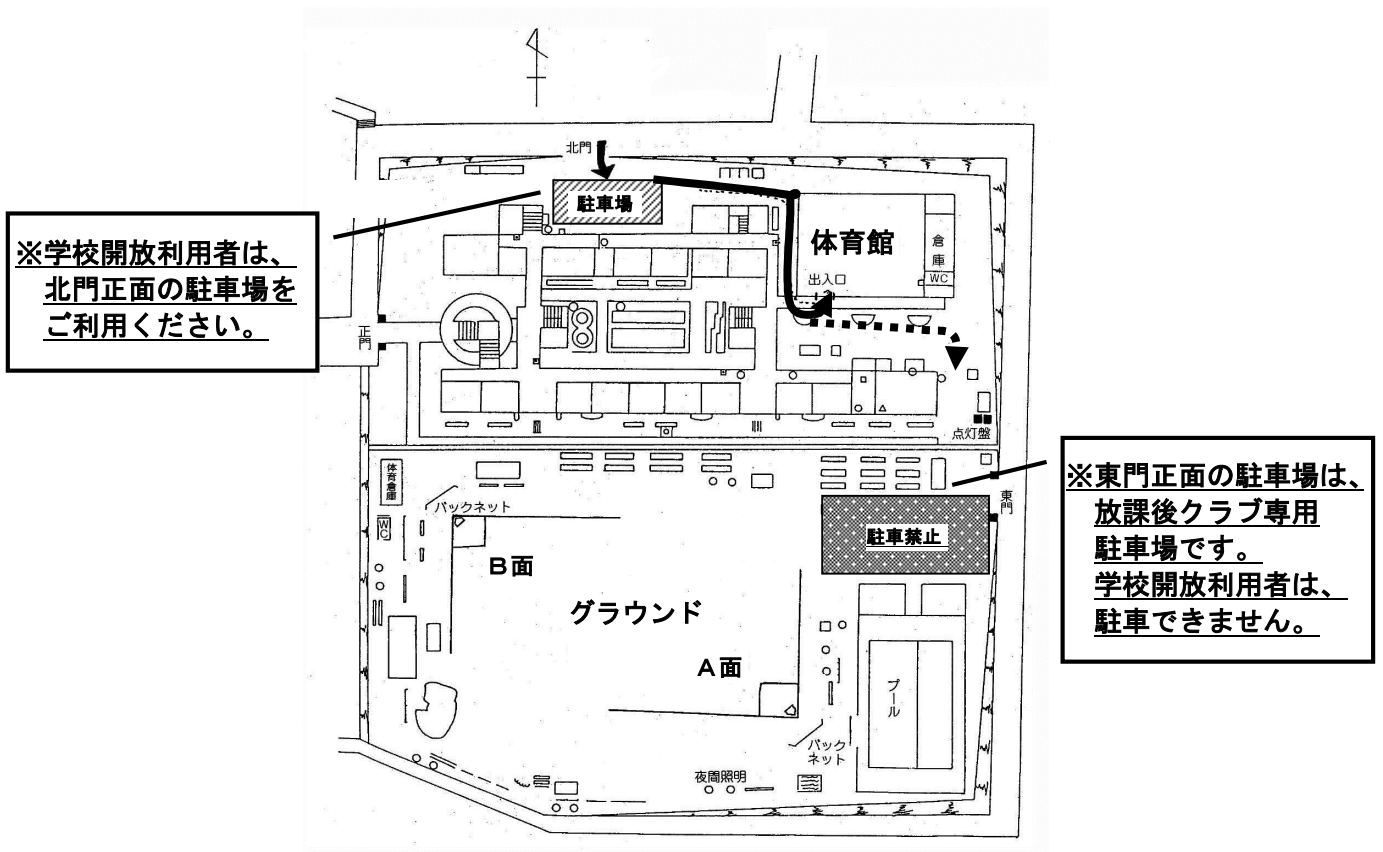 北門
駐車場
※学校開放利用者は、
北門正面の駐車場を
ご利用ください。
体育館
倉庫
WC
出入口
正門
点灯盤
体育倉庫
WC
バックネット
B面
グラウンド
A面
駐車禁止
東門
※東門正面の駐車場は、
放課後クラブ専用
駐車場です。
学校開放利用者は、
駐車できません。
プール
バック
ネット
夜間照明